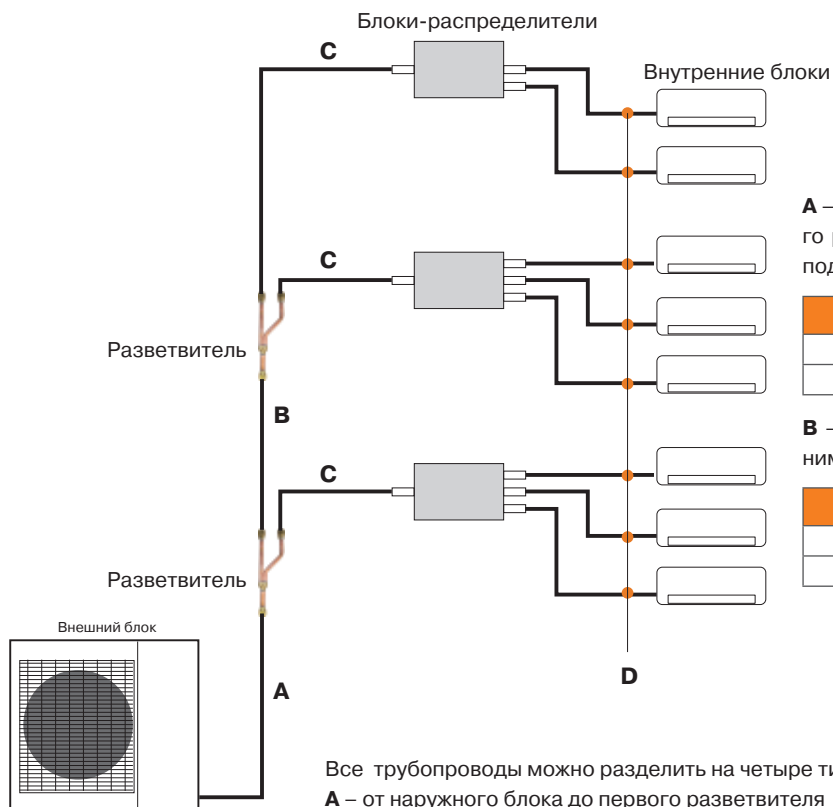 Блоки-распределители
C
Внутренние блоки
A –
го
под
C
Разветвитель
B
B –
ним
C
Разветвитель
Внешний блок
A
D
Все трубопроводы можно разделить на четыре
A – от наружного блока до первого разветвителя